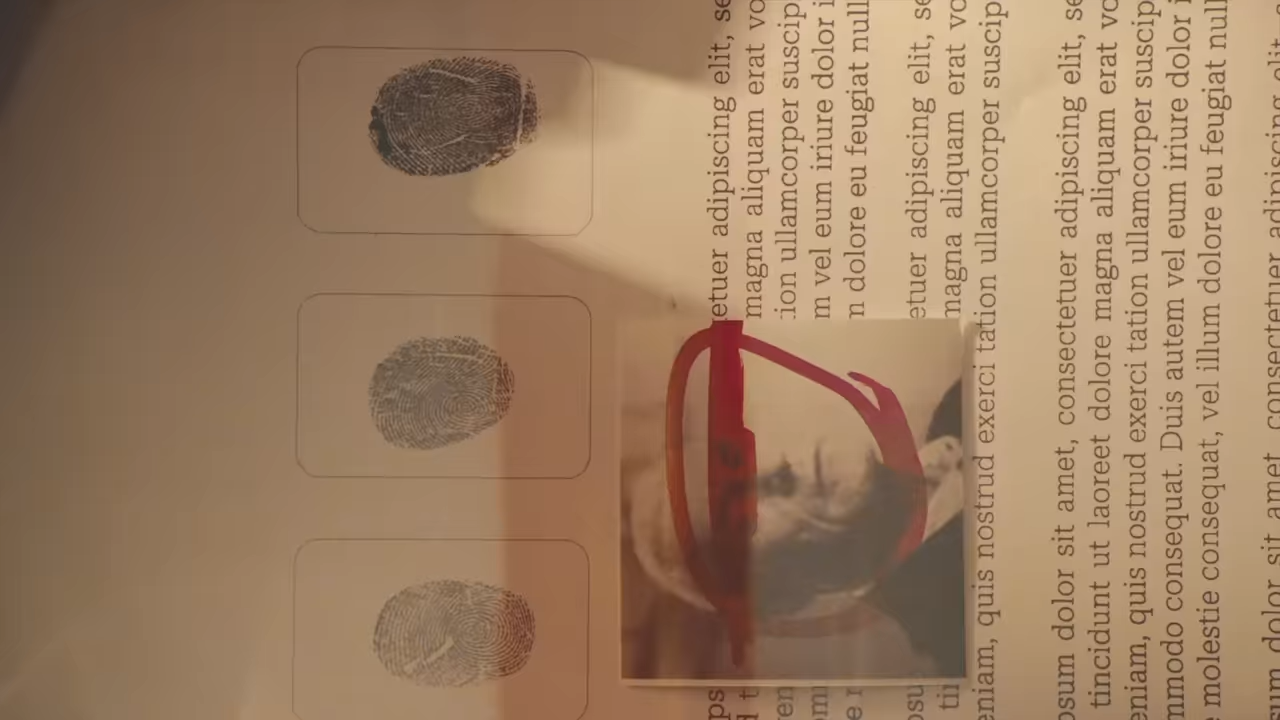 etuer adipiscing elit, se
magna aliquam erat vo
ion ullamcorper suscip
m vel eum iriure dolor i
n dolore eu feugiat null
etuer adipiscing elit, se
magna aliquam erat vo
eniam, quis nostrud exerci tation ullamcorper suscip
psum dolor sit amet, consectetuer adipiscing elit, se
tincidunt ut laoreet dolore magna aliquam erat vo
eniam, quis nostrud exerci tation ullamcorper suscip
mmodo consequat. Duis autem vel eum iriure dolor i
molestie consequat, vel illum dolore eu feugiat null
sum dolor sit amet, consectetuer adipiscing elit